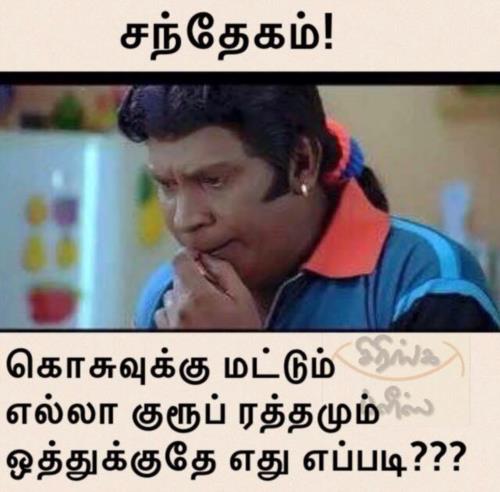 சந்தேகம்!
கொசுவுக்கு மட்டும்
எல்லா குரூப் ரத்தமும்
ஒத்துக்குதே எது எப்படி???
சிரிங்க
ப்ளீஸ்